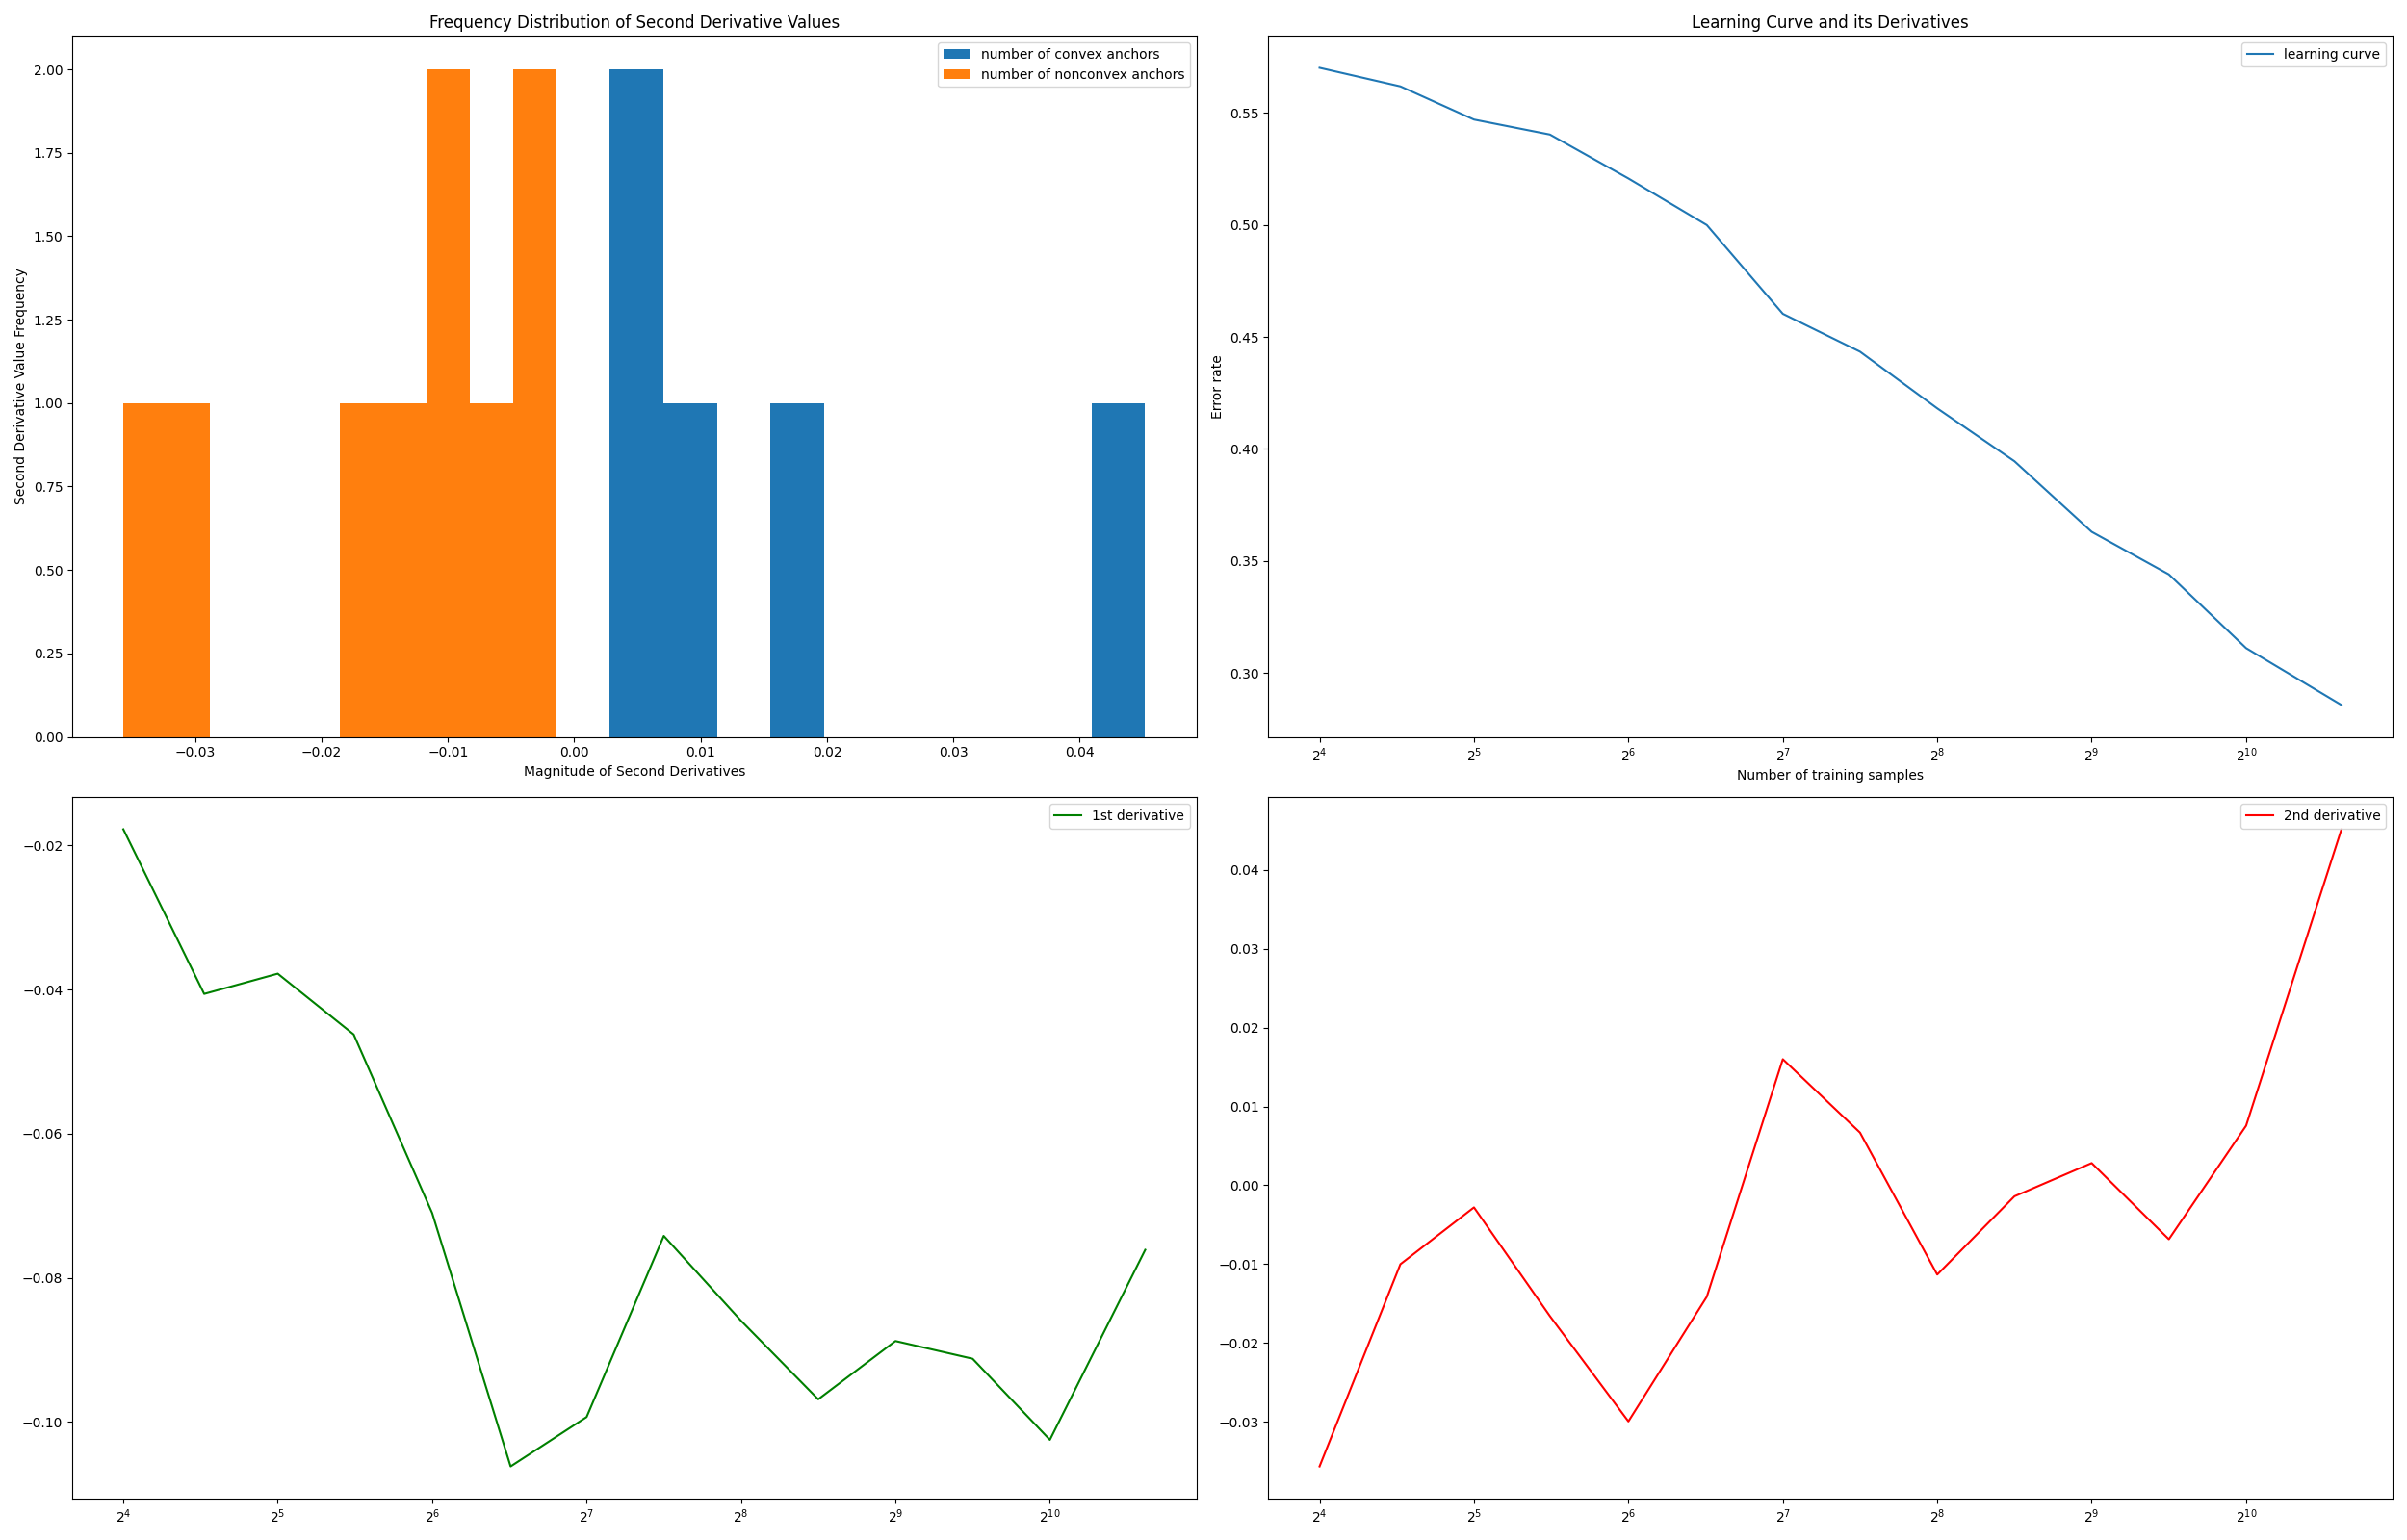 Frequency Distribution of Second Derivative Values
number of convex anchors
number of nonconvex anchors
Second Derivative Value Frequency
2.00
1.75
1.50
1.25
1.00
0.75
0.50
0.25
0.00
−0.03 −0.02 −0.01 0.00 0.01 0.02 0.03 0.04
Magnitude of Second Derivatives
Learning Curve and its Derivatives
learning curve
Error rate
0.55
0.50
0.45
0.40
0.35
0.30
2⁴ 2⁵ 2⁶ 2⁷ 2⁸ 2⁹ 2¹⁰
Number of training samples
1st derivative
−0.02
−0.04
−0.06
−0.08
−0.10
2⁴ 2⁵ 2⁶ 2⁷ 2⁸ 2⁹ 2¹⁰
2nd derivative
0.04
0.03
0.02
0.01
0.00
−0.01
−0.02
−0.03
2⁴ 2⁵ 2⁶ 2⁷ 2⁸ 2⁹ 2¹⁰